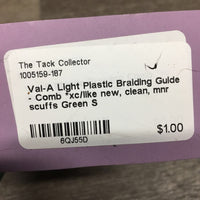 The Tack Collector
1005159-187
Val-A Light Plastic Braiding Guide
- Comb *xc/like new, clean, mnr
scuffs Green S
$1.00
6QJ55D